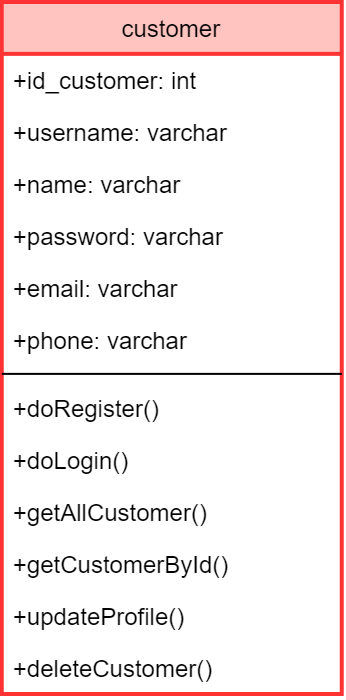 customer
+id_customer: int
+username: varchar
+name: varchar
+password: varchar
+email: varchar
+phone: varchar
+doRegister()
+doLogin()
+getAllCustomer()
+getCustomerById()
+updateProfile()
+deleteCustomer()